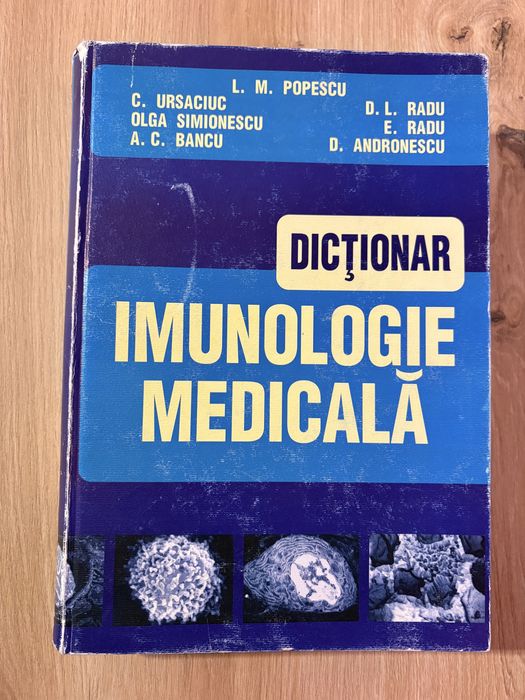 L. M. POPESCU
C. URSACIUC
OLGA SIMIONESCU
A. C. BANCU
D. L. RADU
E. RADU
D. ANDRONESCU
DICŢIONAR
IMUNOLOGIE
MEDICALĂ